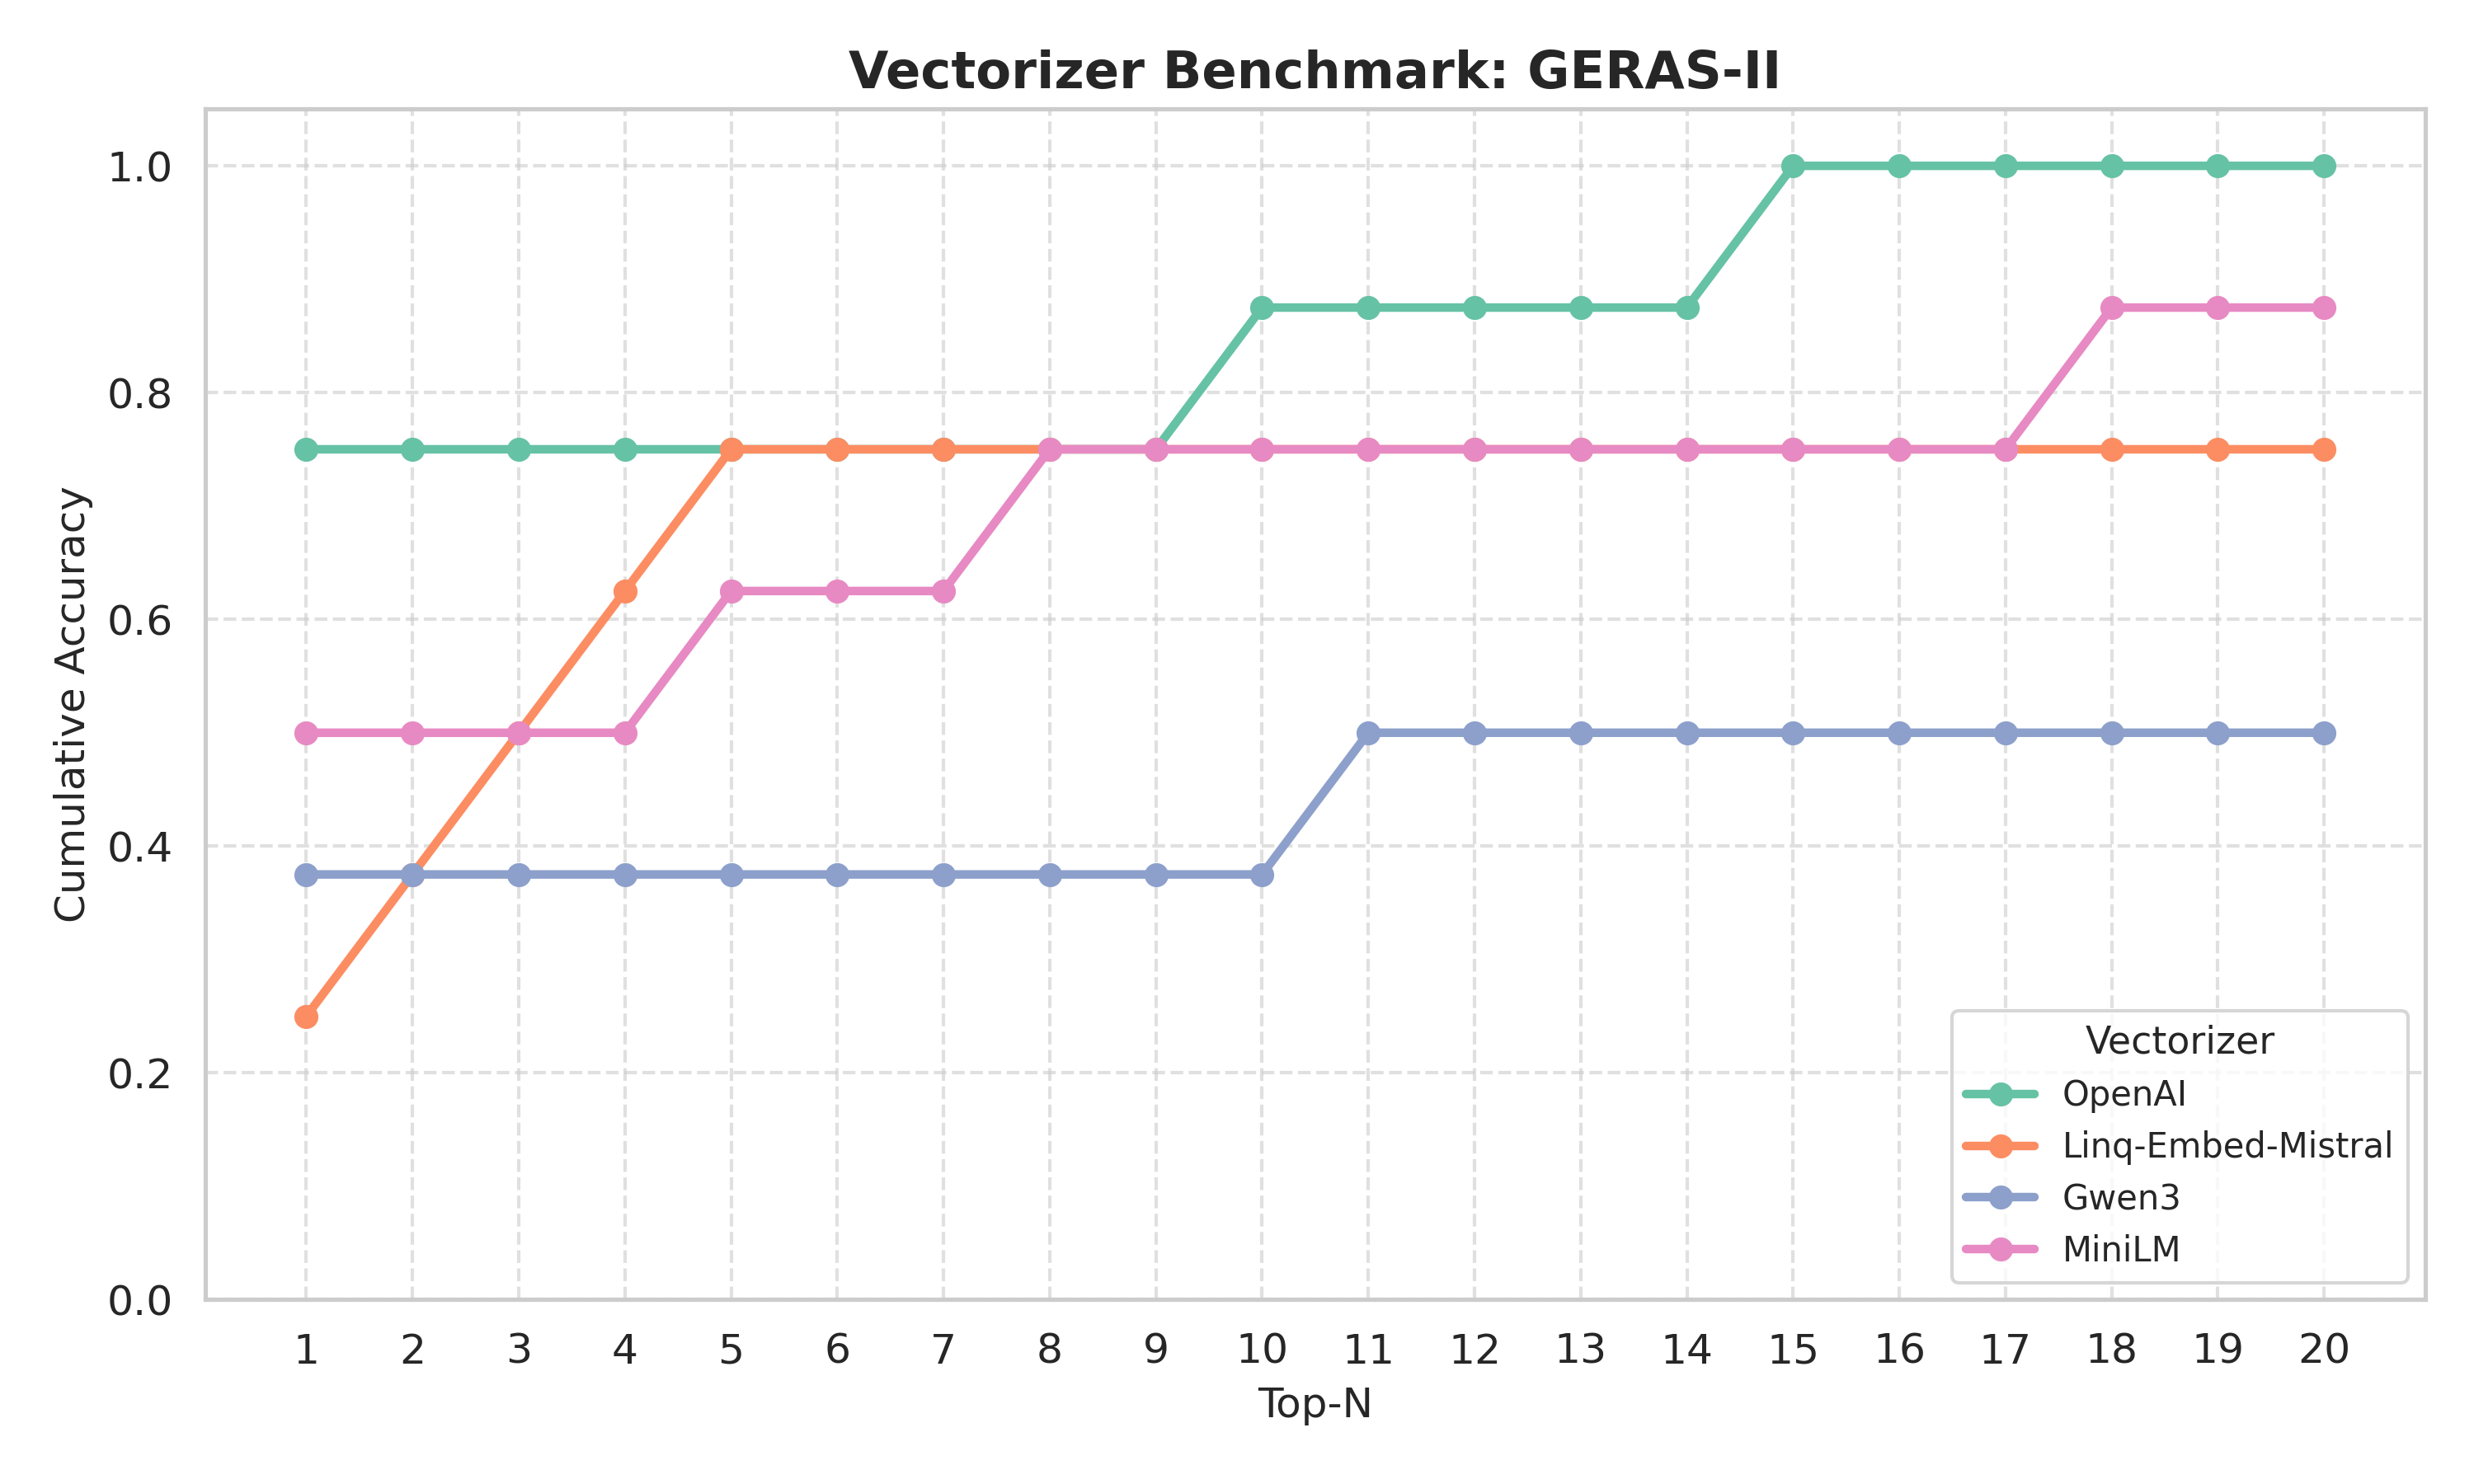 Vectorizer Benchmark: GERAS-II
1.0
0.8
0.6
0.4
0.2
0.0
Cumulative Accuracy
1 2 3 4 5 6 7 8 9 10 11 12 13 14 15 16 17 18 19 20
Top-N
Vectorizer
OpenAI
Linq-Embed-Mistral
Gwen3
MiniLM